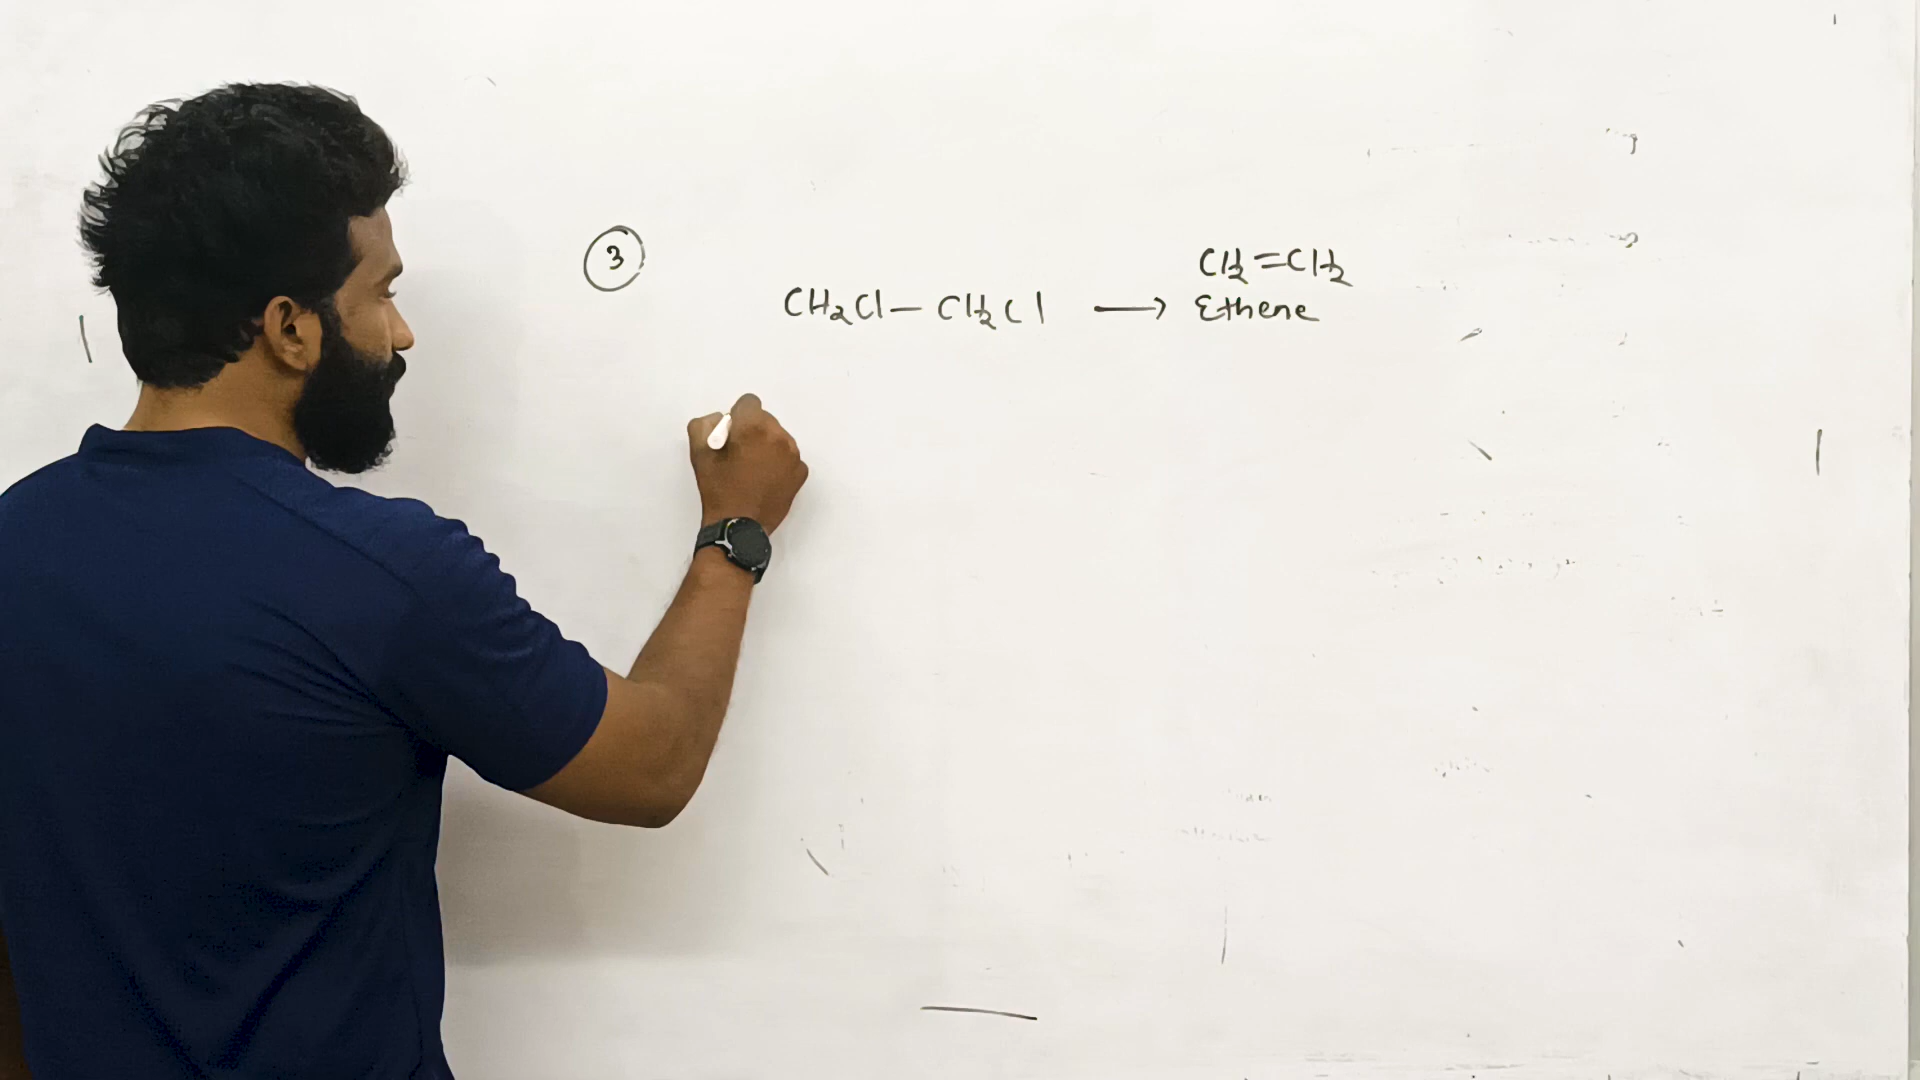 3
CH₂=CH₂
CH₂Cl — CH₂Cl ⟶ Ethene